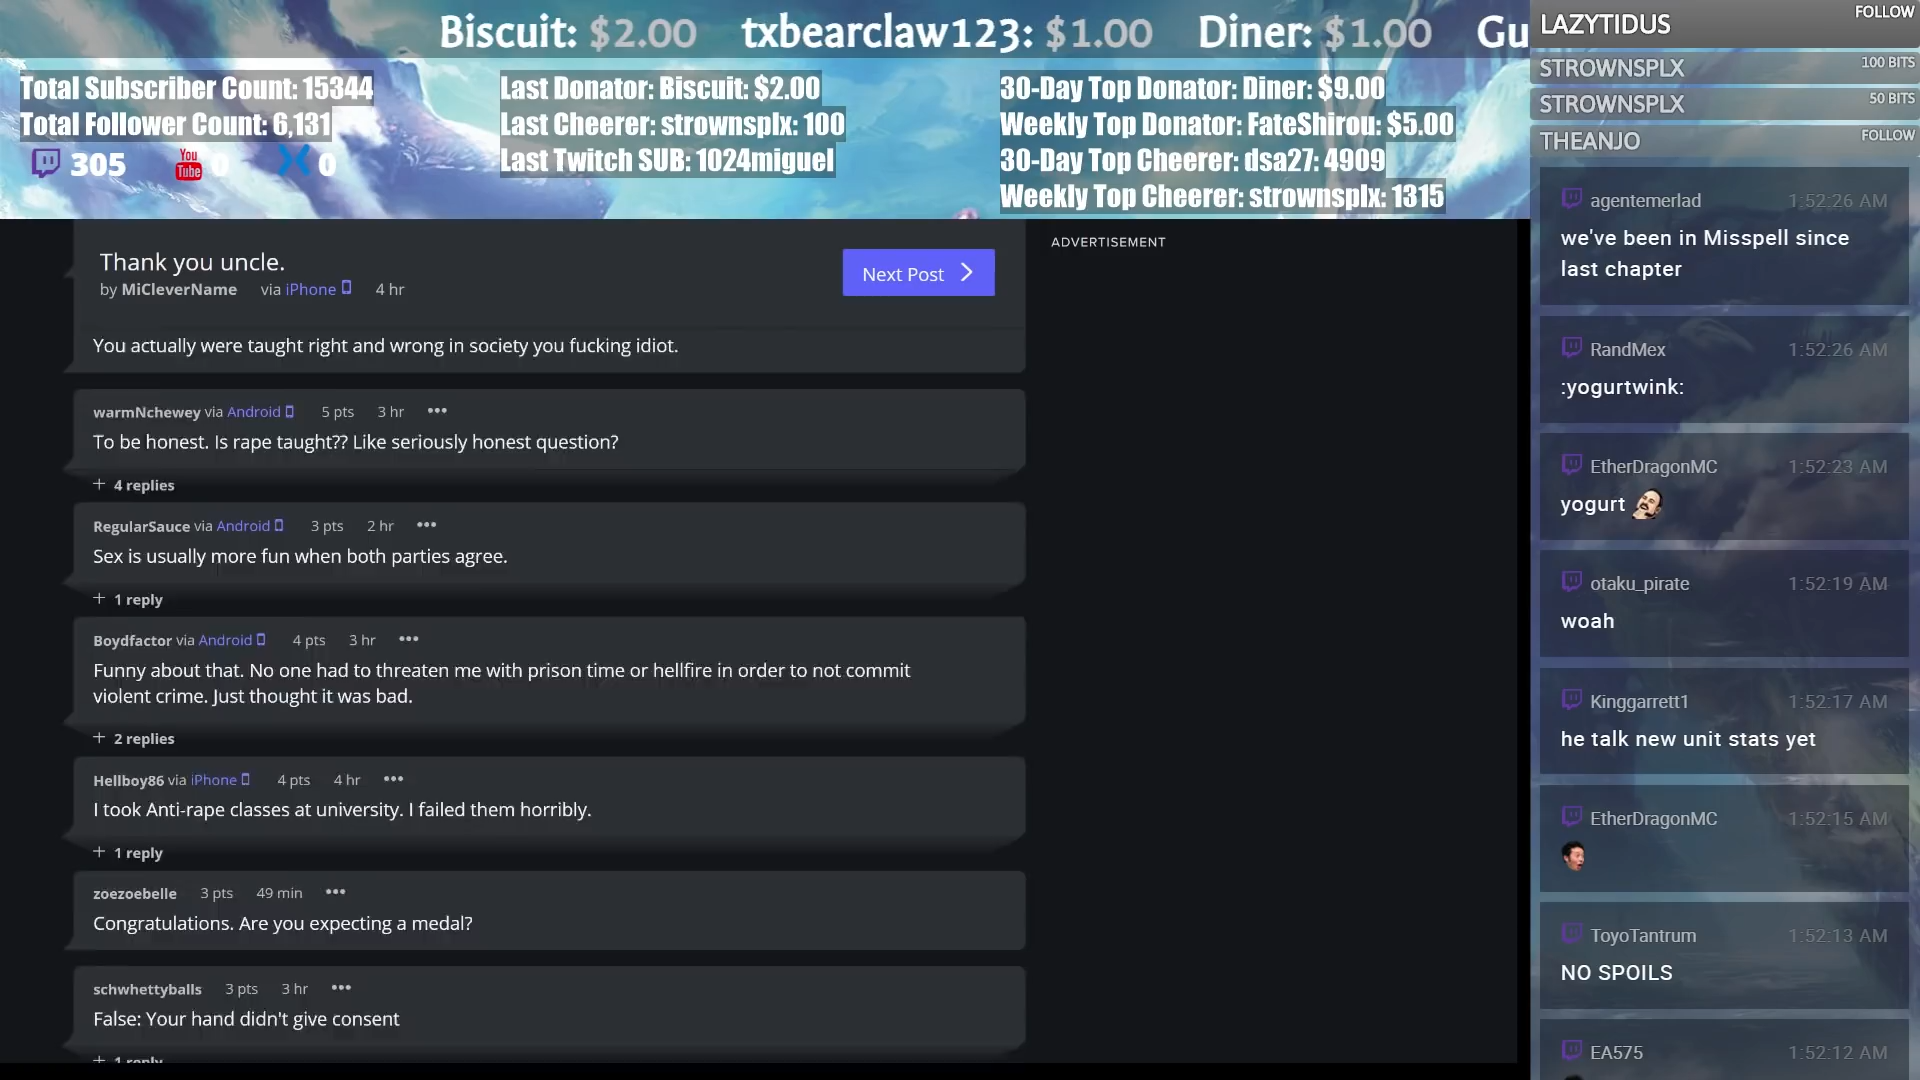 Biscuit: $2.00 txbearclaw123: $1.00 Diner: $1.00 Gu
Total Subscriber Count: 15344
Total Follower Count: 6,131
305 You Tube 0 0
Last Donator: Biscuit: $2.00
Last Cheerer: strownsplx: 100
Last Twitch SUB: 1024miguel
30-Day Top Donator: Diner: $9.00
Weekly Top Donator: FateShirou: $5.00
30-Day Top Cheerer: dsa27: 4909
Weekly Top Cheerer: strownsplx: 1315
LAZYTIDUS FOLLOW
STROWNSPLX 100 BITS
STROWNSPLX 50 BITS
THEANJO FOLLOW
Thank you uncle.
by MiCleverName via iPhone 4 hr
Next Post
ADVERTISEMENT
You actually were taught right and wrong in society you fucking idiot.
warmNchewey via Android 5 pts 3 hr •••
To be honest. Is rape taught?? Like seriously honest question?
+ 4 replies
RegularSauce via Android 3 pts 2 hr •••
Sex is usually more fun when both parties agree.
+ 1 reply
Boydfactor via Android 4 pts 3 hr •••
Funny about that. No one had to threaten me with prison time or hellfire in order to not commit
violent crime. Just thought it was bad.
+ 2 replies
Hellboy86 via iPhone 4 pts 4 hr •••
I took Anti-rape classes at university. I failed them horribly.
+ 1 reply
zoezoebelle 3 pts 49 min •••
Congratulations. Are you expecting a medal?
schwhettyballs 3 pts 3 hr •••
False: Your hand didn't give consent
+ 1 reply
agentemerlad 1:52:26 AM
we've been in Misspell since
last chapter
RandMex 1:52:26 AM
:yogurtwink:
EtherDragonMC 1:52:23 AM
yogurt
otaku_pirate 1:52:19 AM
woah
Kinggarrett1 1:52:17 AM
he talk new unit stats yet
EtherDragonMC 1:52:15 AM
ToyoTantrum 1:52:13 AM
NO SPOILS
EA575 1:52:12 AM